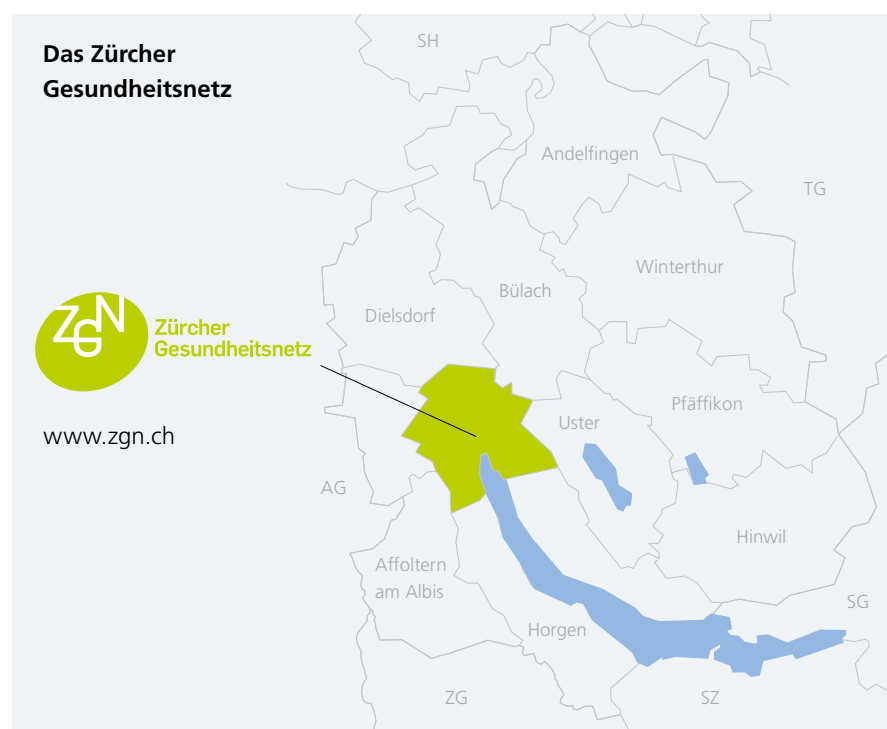 Das Zürcher
Gesundheitsnetz
SH
Andelfingen
TG
Winterthur
Bülach
Dielsdorf
ZGN
Zürcher
Gesundheitsnetz
Pfäffikon
Uster
www.zgn.ch
AG
Hinwil
Affoltern
am Albis
SG
Horgen
ZG
SZ